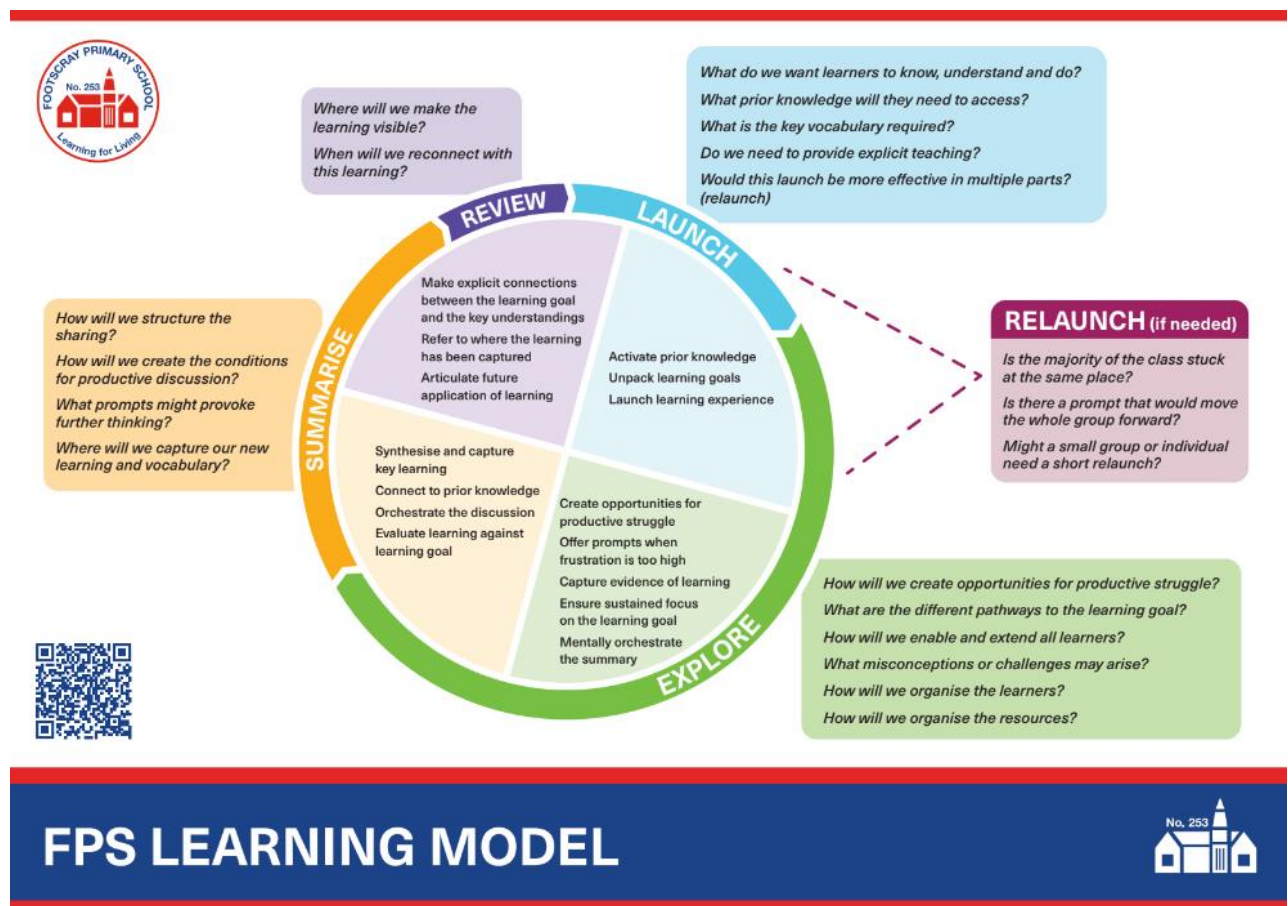 FOOTSCRAY PRIMARY SCHOOL
No. 253
Learning for Living
Where will we make the
learning visible?
When will we reconnect with
this learning?
What do we want learners to know, understand and do?
What prior knowledge will they need to access?
What is the key vocabulary required?
Do we need to provide explicit teaching?
Would this launch be more effective in multiple parts?
(relaunch)
REVIEW
LAUNCH
Make explicit connections
between the learning goal
and the key understandings
Refer to where the learning
has been captured
Articulate future
application of learning
Activate prior knowledge
Unpack learning goals
Launch learning experience
RELAUNCH (if needed)
Is the majority of the class stuck
at the same place?
Is there a prompt that would move
the whole group forward?
Might a small group or individual
need a short relaunch?
How will we structure the
sharing?
How will we create the conditions
for productive discussion?
What prompts might provoke
further thinking?
Where will we capture our new
learning and vocabulary?
SUMMARISE
Synthesise and capture
key learning
Connect to prior knowledge
Orchestrate the discussion
Evaluate learning against
learning goal
Create opportunities for
productive struggle
Offer prompts when
frustration is too high
Capture evidence of learning
Ensure sustained focus
on the learning goal
Mentally orchestrate
the summary
EXPLORE
How will we create opportunities for productive struggle?
What are the different pathways to the learning goal?
How will we enable and extend all learners?
What misconceptions or challenges may arise?
How will we organise the learners?
How will we organise the resources?
FPS LEARNING MODEL
No. 253